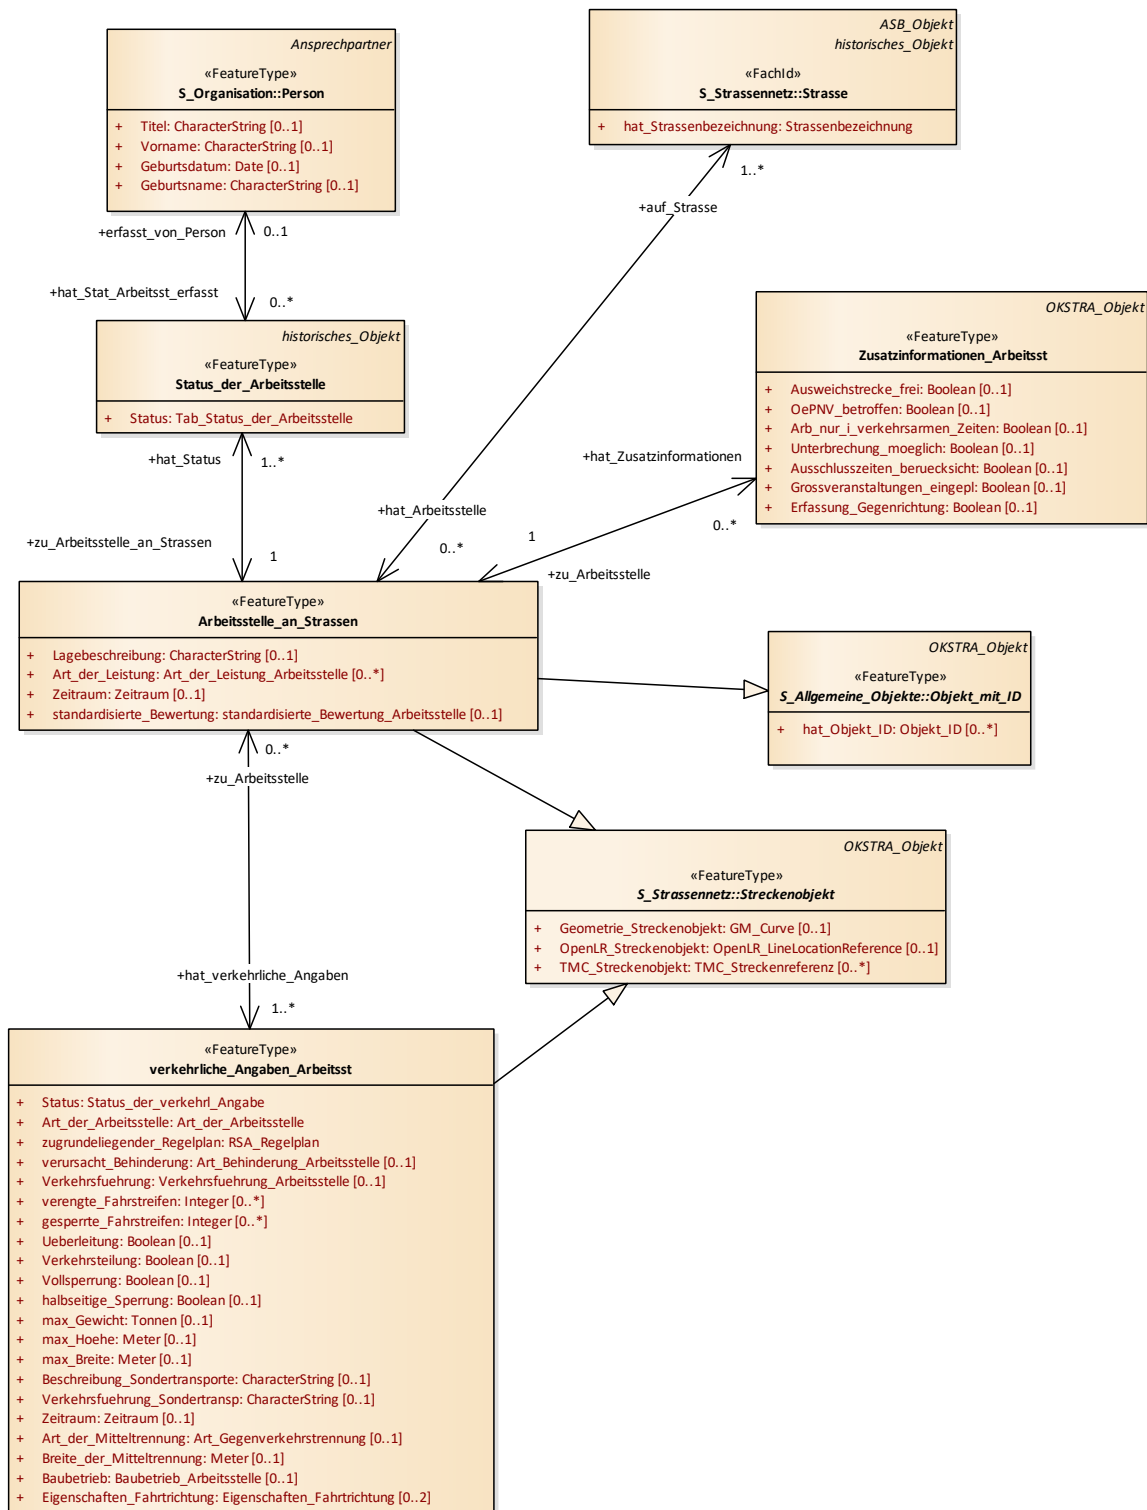 Ansprechpartner
«FeatureType»
S_Organisation::Person
+ Titel: CharacterString [0..1]
+ Vorname: CharacterString [0..1]
+ Geburtsdatum: Date [0..1]
+ Geburtsname: CharacterString [0..1]
ASB_Objekt
historisches_Objekt
«FachId»
S_Strassennetz::Strasse
+ hat_Strassenbezeichnung: Strassenbezeichnung
1..*
+auf_Strasse
+erfasst_von_Person
0..1
+hat_Stat_Arbeitsst_erfasst
0..*
historisches_Objekt
«FeatureType»
Status_der_Arbeitsstelle
+ Status: Tab_Status_der_Arbeitsstelle
OKSTRA_Objekt
«FeatureType»
Zusatzinformationen_Arbeitsst
+ Ausweichstrecke_frei: Boolean [0..1]
+ OePNV_betroffen: Boolean [0..1]
+ Arb_nur_i_verkehrsarmen_Zeiten: Boolean [0..1]
+ Unterbrechung_moeglich: Boolean [0..1]
+ Ausschlusszeiten_beruecksicht: Boolean [0..1]
+ Grossveranstaltungen_eingepl: Boolean [0..1]
+ Erfassung_Gegenrichtung: Boolean [0..1]
+hat_Status
1..*
+hat_Zusatzinformationen
0..*
+hat_Arbeitsstelle
0..*
+zu_Arbeitsstelle_an_Strassen
1
1
+zu_Arbeitsstelle
«FeatureType»
Arbeitsstelle_an_Strassen
+ Lagebeschreibung: CharacterString [0..1]
+ Art_der_Leistung: Art_der_Leistung_Arbeitsstelle [0..*]
+ Zeitraum: Zeitraum [0..1]
+ standardisierte_Bewertung: standardisierte_Bewertung_Arbeitsstelle [0..1]
OKSTRA_Objekt
«FeatureType»
S_Allgemeine_Objekte::Objekt_mit_ID
+ hat_Objekt_ID: Objekt_ID [0..*]
0..*
+zu_Arbeitsstelle
OKSTRA_Objekt
«FeatureType»
S_Strassennetz::Streckenobjekt
+ Geometrie_Streckenobjekt: GM_Curve [0..1]
+ OpenLR_Streckenobjekt: OpenLR_LineLocationReference [0..1]
+ TMC_Streckenobjekt: TMC_Streckenreferenz [0..*]
+hat_verkehrliche_Angaben
1..*
«FeatureType»
verkehrliche_Angaben_Arbeitsst
+ Status: Status_der_verkehrl_Angabe
+ Art_der_Arbeitsstelle: Art_der_Arbeitsstelle
+ zugrundeliegender_Regelplan: RSA_Regelplan
+ verursacht_Behinderung: Art_Behinderung_Arbeitsstelle [0..1]
+ Verkehrsfuehrung: Verkehrsfuehrung_Arbeitsstelle [0..1]
+ verengte_Fahrstreifen: Integer [0..*]
+ gesperrte_Fahrstreifen: Integer [0..*]
+ Ueberleitung: Boolean [0..1]
+ Verkehrsteilung: Boolean [0..1]
+ Vollsperrung: Boolean [0..1]
+ halbseitige_Sperrung: Boolean [0..1]
+ max_Gewicht: Tonnen [0..1]
+ max_Hoehe: Meter [0..1]
+ max_Breite: Meter [0..1]
+ Beschreibung_Sondertransporte: CharacterString [0..1]
+ Verkehrsfuehrung_Sondertransp: CharacterString [0..1]
+ Zeitraum: Zeitraum [0..1]
+ Art_der_Mitteltrennung: Art_Gegenverkehrstrennung [0..1]
+ Breite_der_Mitteltrennung: Meter [0..1]
+ Baubetrieb: Baubetrieb_Arbeitsstelle [0..1]
+ Eigenschaften_Fahrtrichtung: Eigenschaften_Fahrtrichtung [0..2]